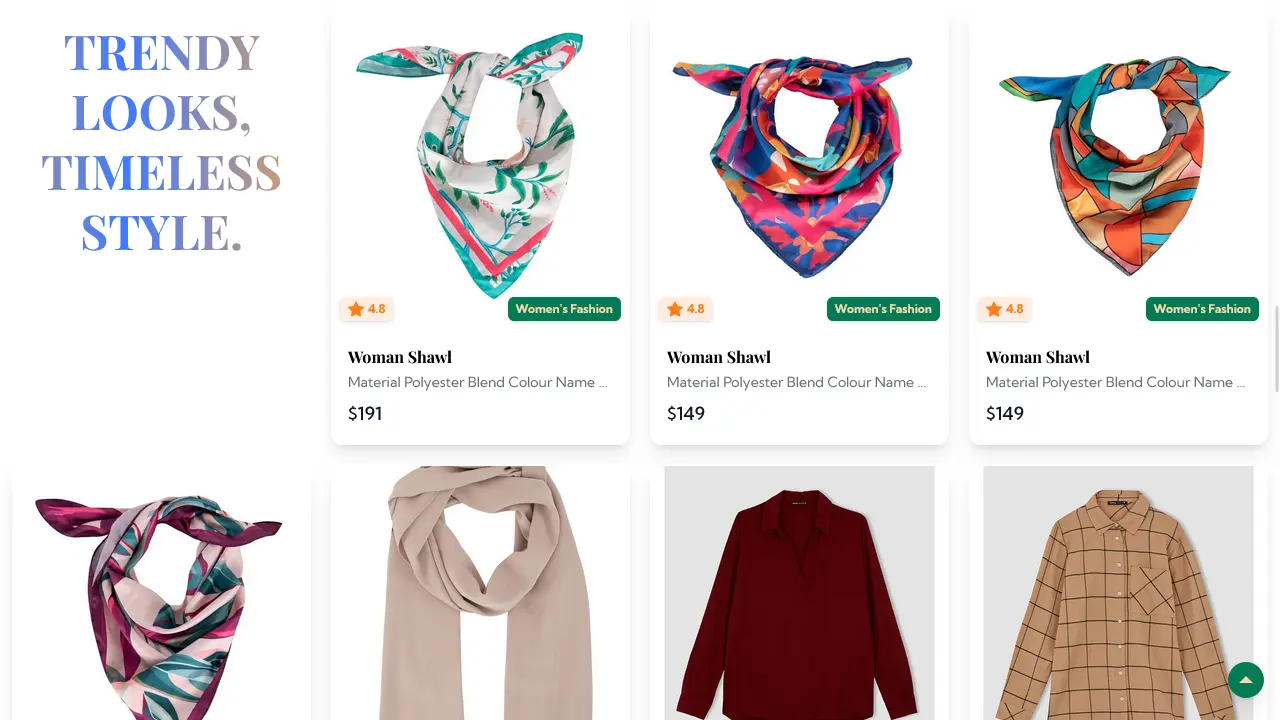 TRENDY
LOOKS,
TIMELESS
STYLE.
4.8
Women's Fashion
Woman Shawl
Material Polyester Blend Colour Name ...
$191
4.8
Women's Fashion
Woman Shawl
Material Polyester Blend Colour Name ...
$149
4.8
Women's Fashion
Woman Shawl
Material Polyester Blend Colour Name ...
$149